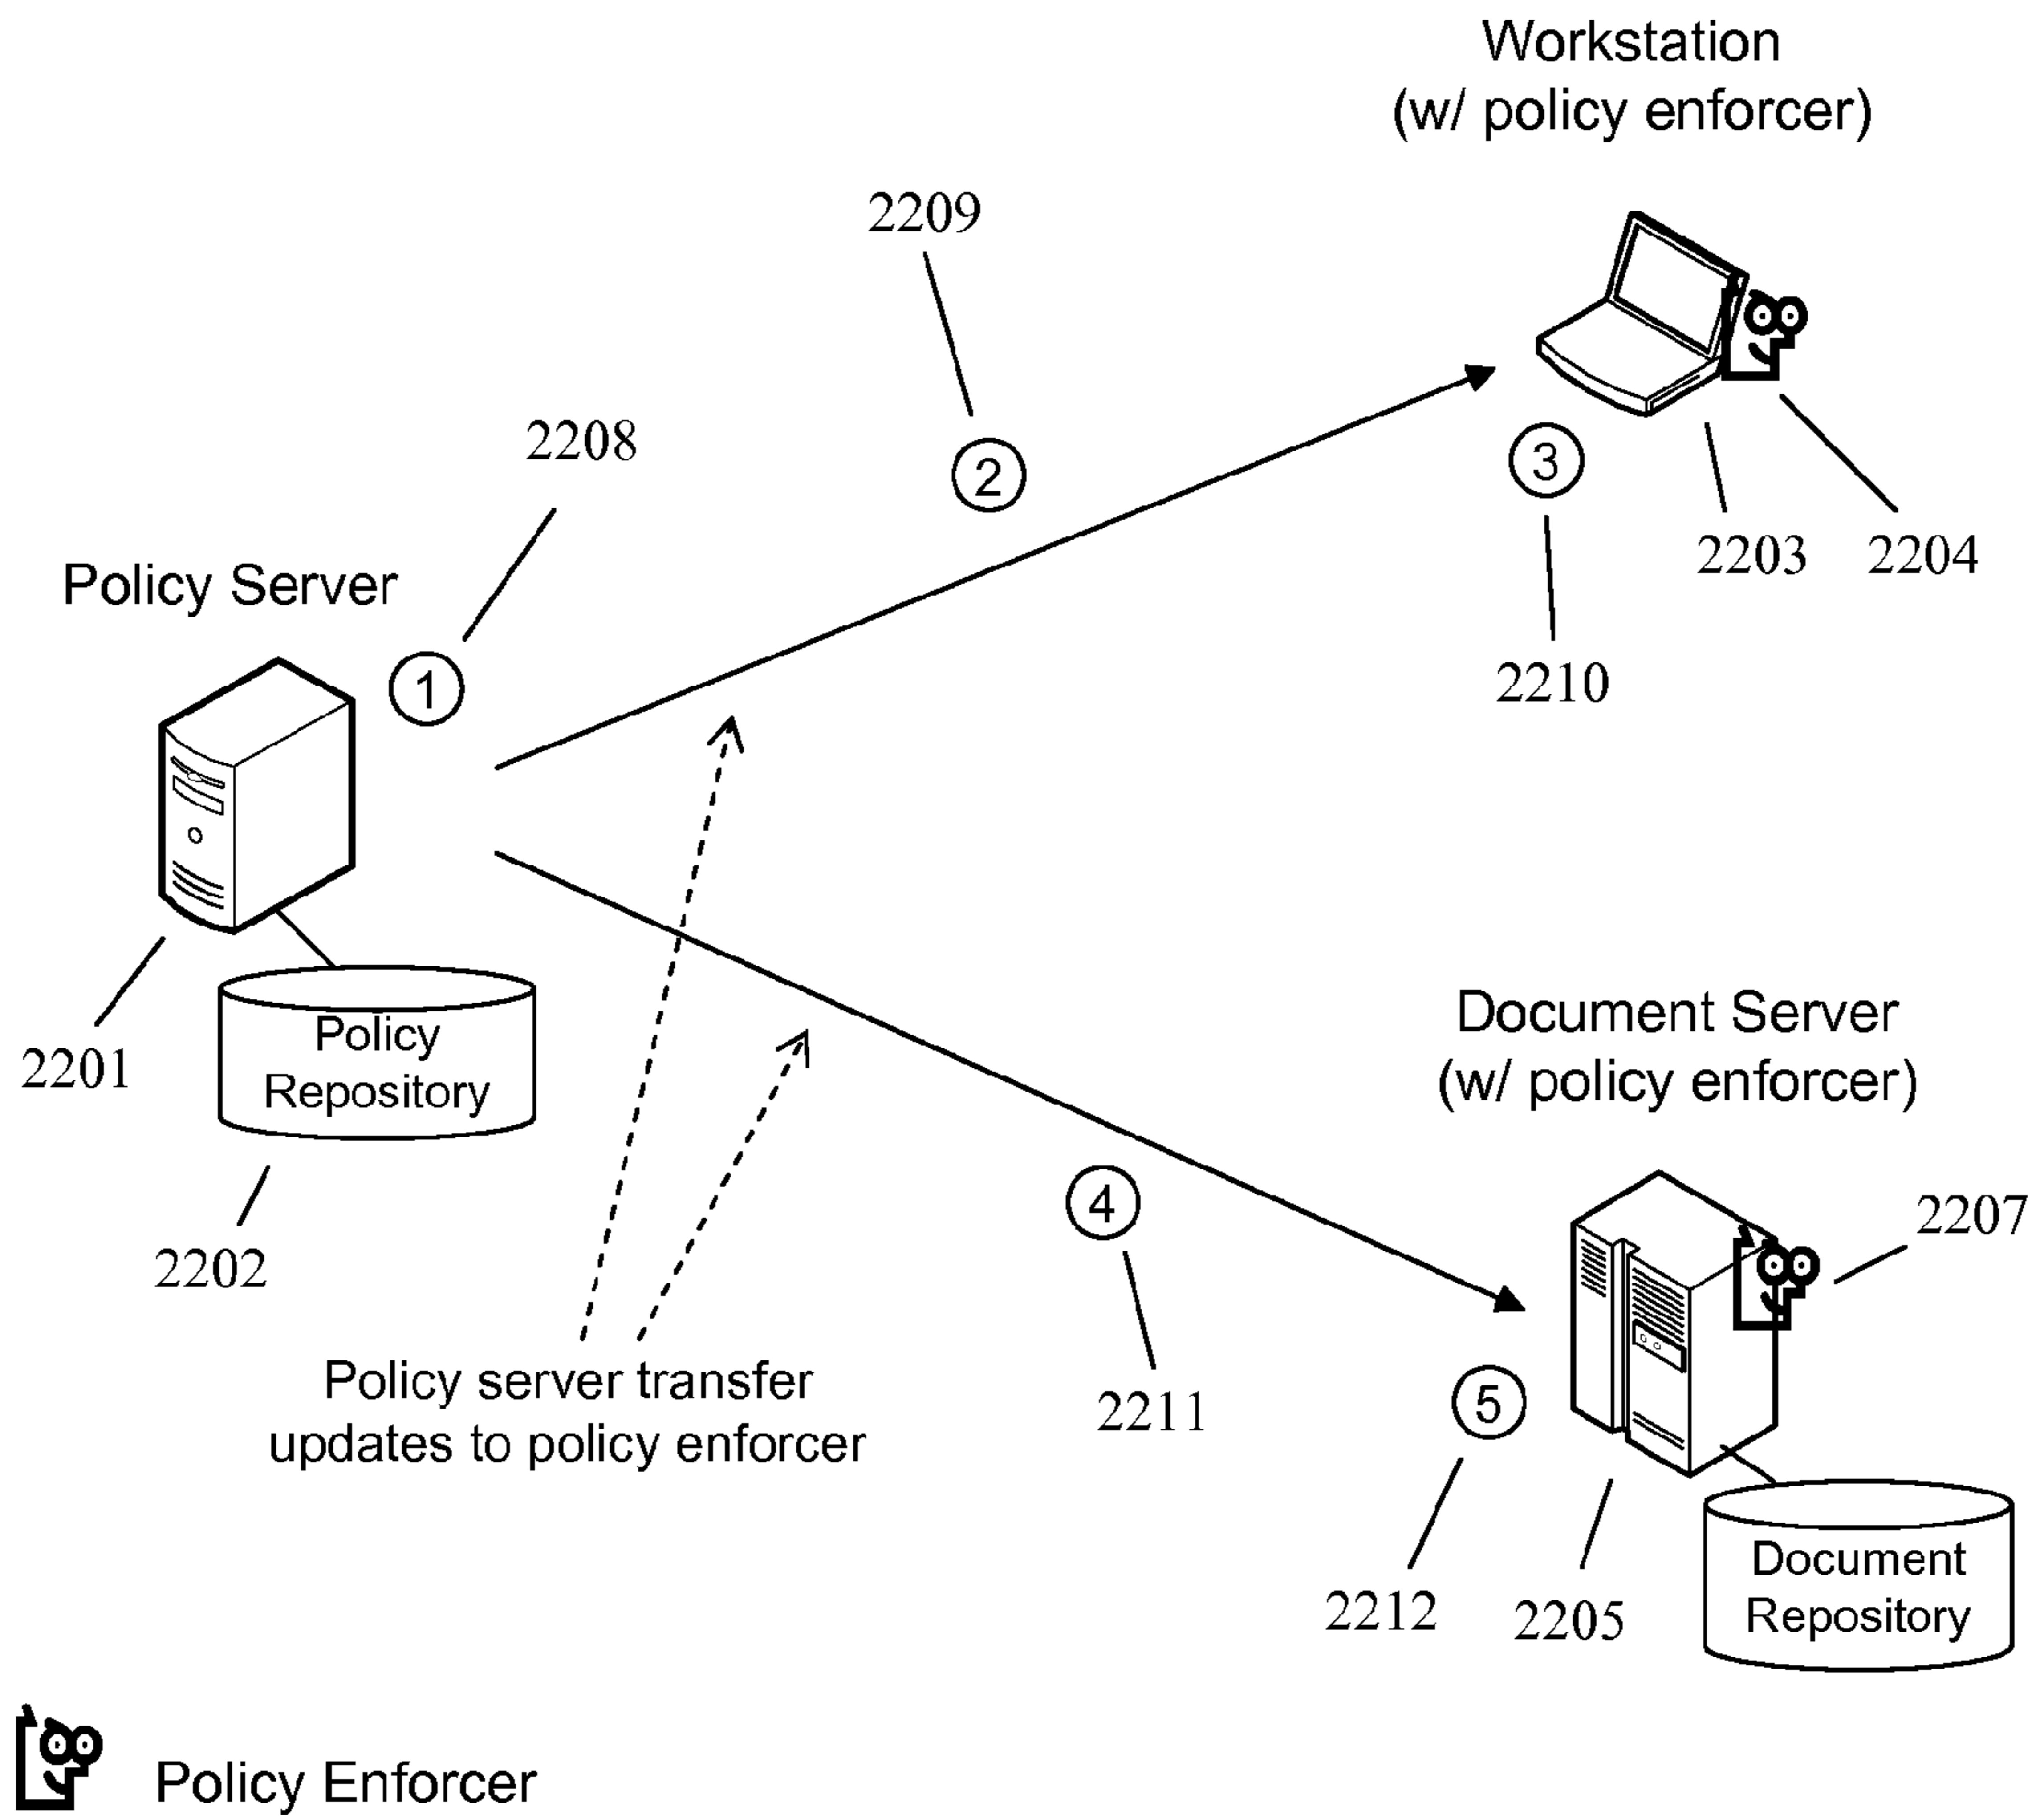 Workstation
(w/ policy enforcer)
2209
2208
2
3
2203
2204
Policy Server
1
2210
2201
Policy
Repository
2202
Document Server
(w/ policy enforcer)
4
2207
Policy server transfer
updates to policy enforcer
2211
5
2212
2205
Document
Repository
Policy Enforcer